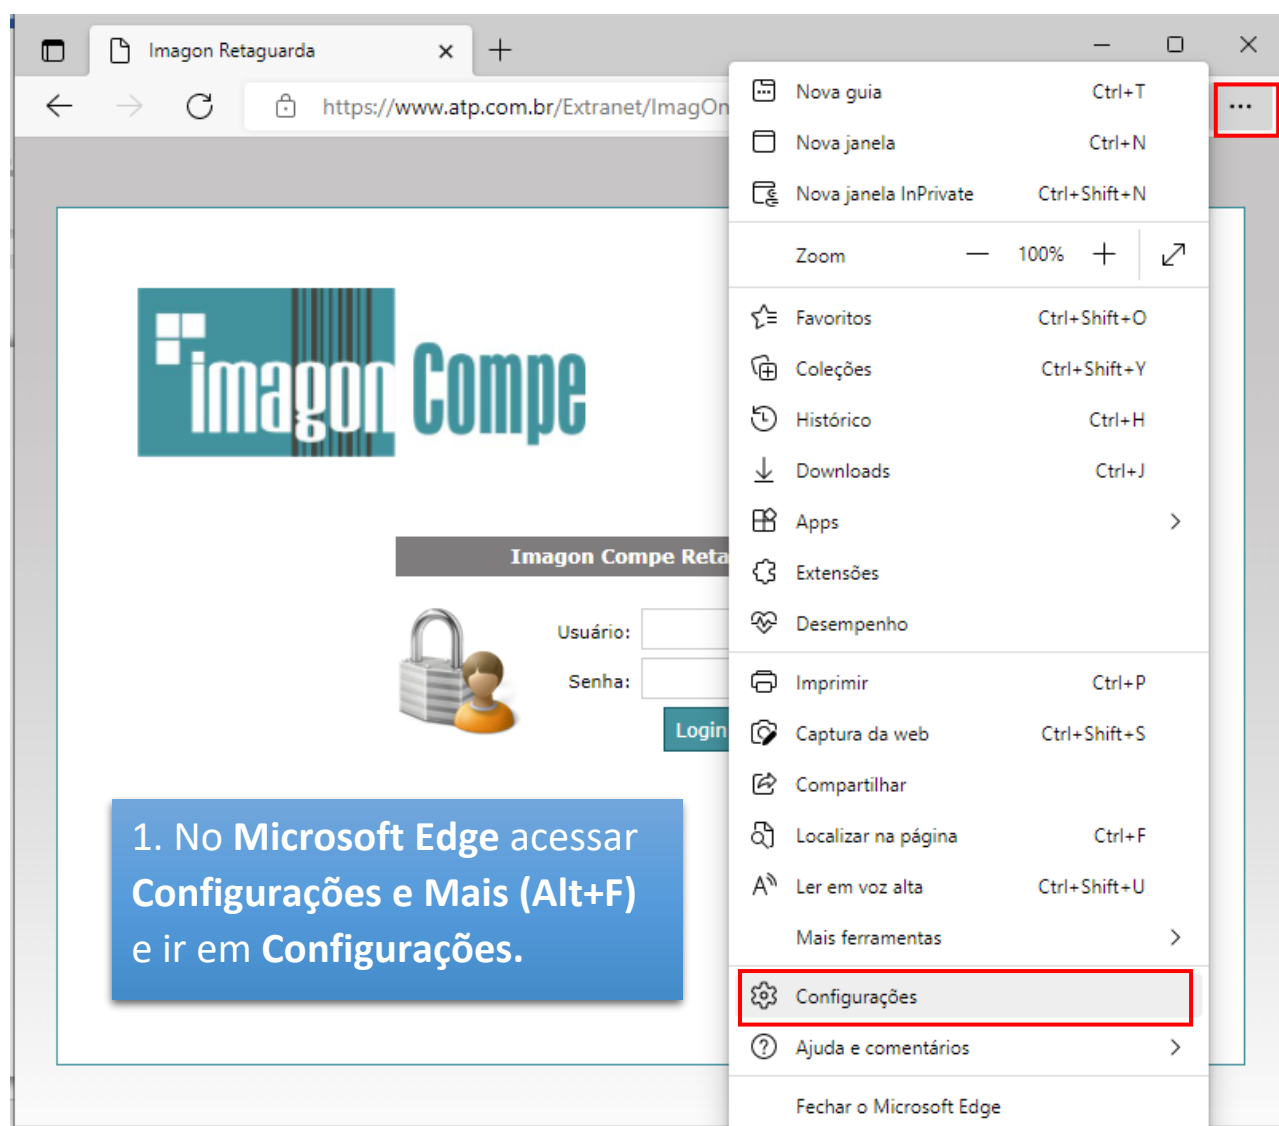 Imagon Retaguarda
https://www.atp.com.br/Extranet/ImagOn
Nova guia Ctrl+T
Nova janela Ctrl+N
Nova janela InPrivate Ctrl+Shift+N
Zoom — 100% +
Favoritos Ctrl+Shift+O
Coleções Ctrl+Shift+Y
Histórico Ctrl+H
Downloads Ctrl+J
Apps
Extensões
Desempenho
Imprimir Ctrl+P
Captura da web Ctrl+Shift+S
Compartilhar
Localizar na página Ctrl+F
Ler em voz alta Ctrl+Shift+U
Mais ferramentas
Configurações
Ajuda e comentários
Fechar o Microsoft Edge
imagon Compe
Imagon Compe Reta
Usuário:
Senha:
Login
1. No Microsoft Edge acessar
Configurações e Mais (Alt+F)
e ir em Configurações.